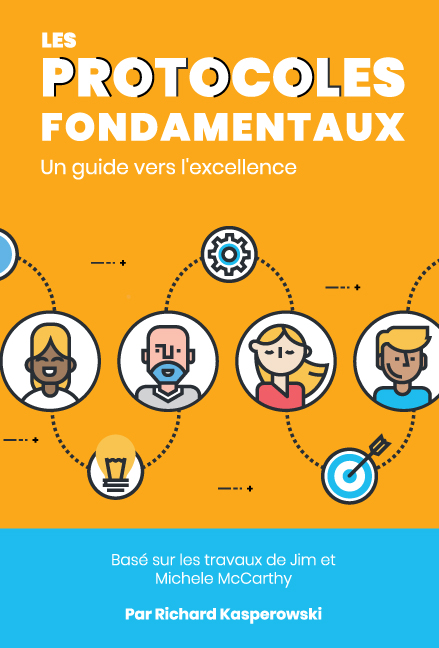 LES
PROTOCOLES
FONDAMENTAUX
Un guide vers l'excellence
Basé sur les travaux de Jim et
Michele McCarthy
Par Richard Kasperowski